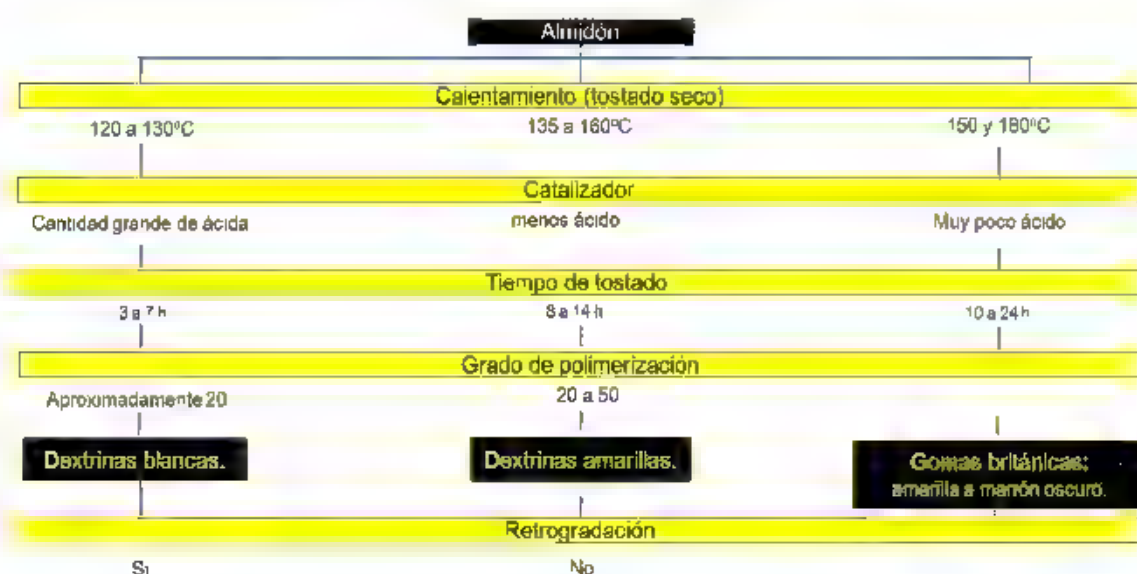 Almidón
Calentamiento (tostado seco)
120 a 130ºC 135 a 160ºC 150 y 180ºC
Catalizador
Cantidad grande de ácida menos ácido Muy poco ácido
Tiempo de tostado
3 a 7 h 8 a 14 h 10 a 24 h
Grado de polimerización
Aproximadamente 20 20 a 50
Dextrinas blancas. Dextrinas amarillas. Gomas británicas:
amarilla a marrón oscuro.
Retrogradación
Si No